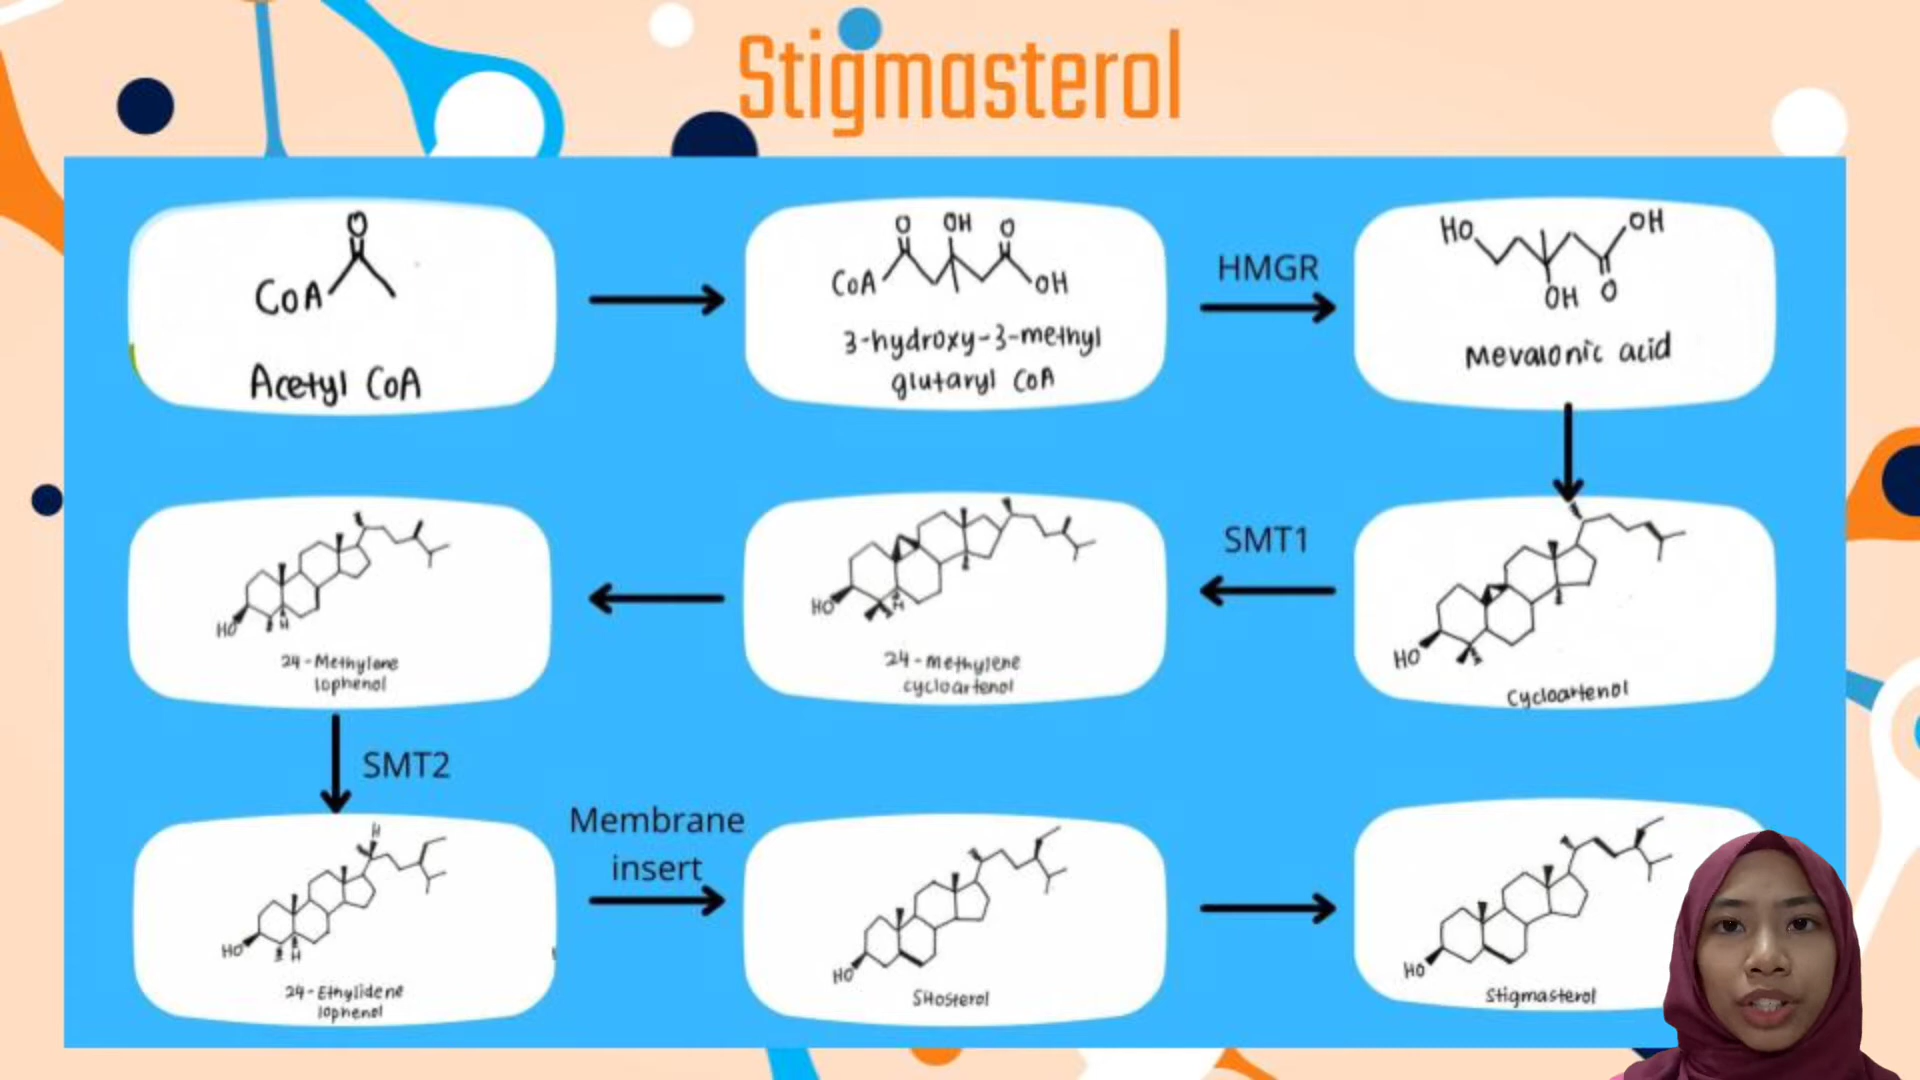 Stigmasterol
O
CoA
Acetyl CoA
O OH O
CoA OH
3-hydroxy-3-methyl
glutaryl CoA
HMGR
HO OH
OH O
Mevalonic acid
SMT1
HO
Cycloartenol
HO H
24-methylene
cycloartenol
HO H
24-Methylene
lophenol
SMT2
H
HO H
24-Ethylidene
lophenol
Membrane
insert
HO
Sitosterol
HO
Stigmasterol